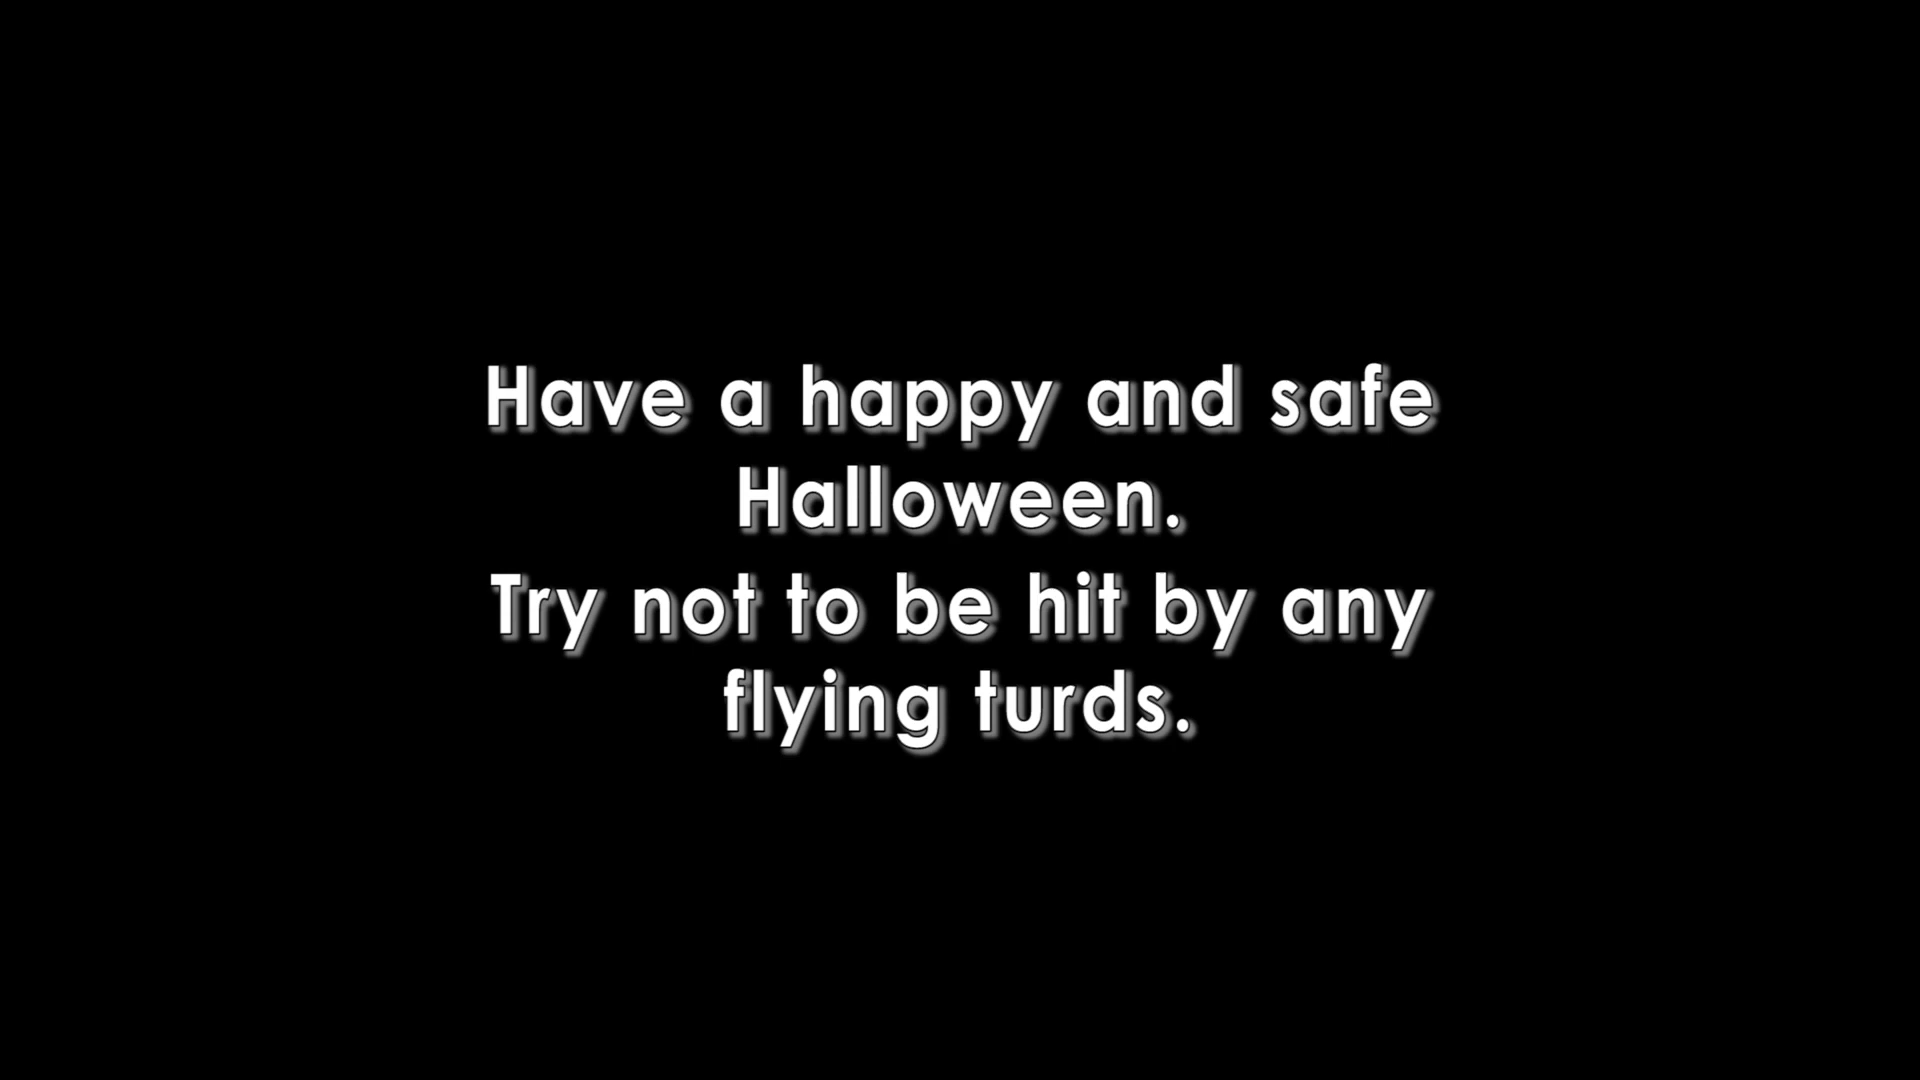 Have a happy and safe
Halloween.
Try not to be hit by any
flying turds.